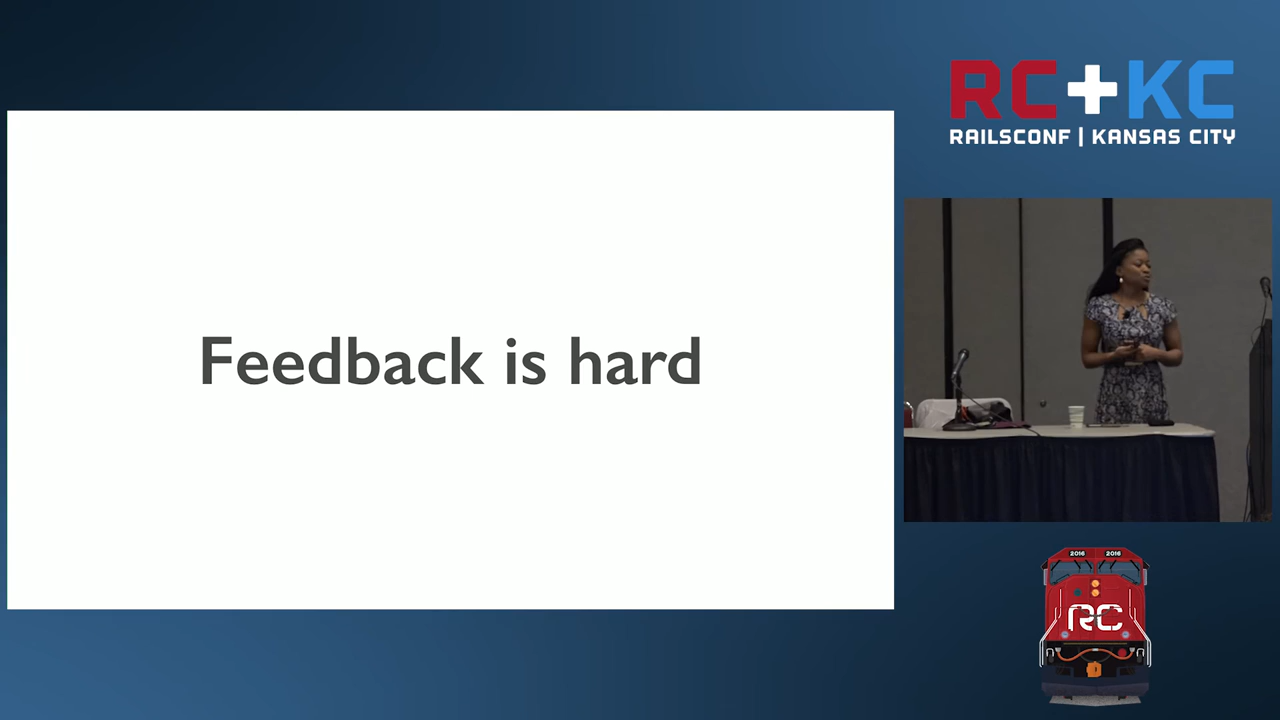 Feedback is hard
RC+KC
RAILSCONF | KANSAS CITY
2016 2016
RC